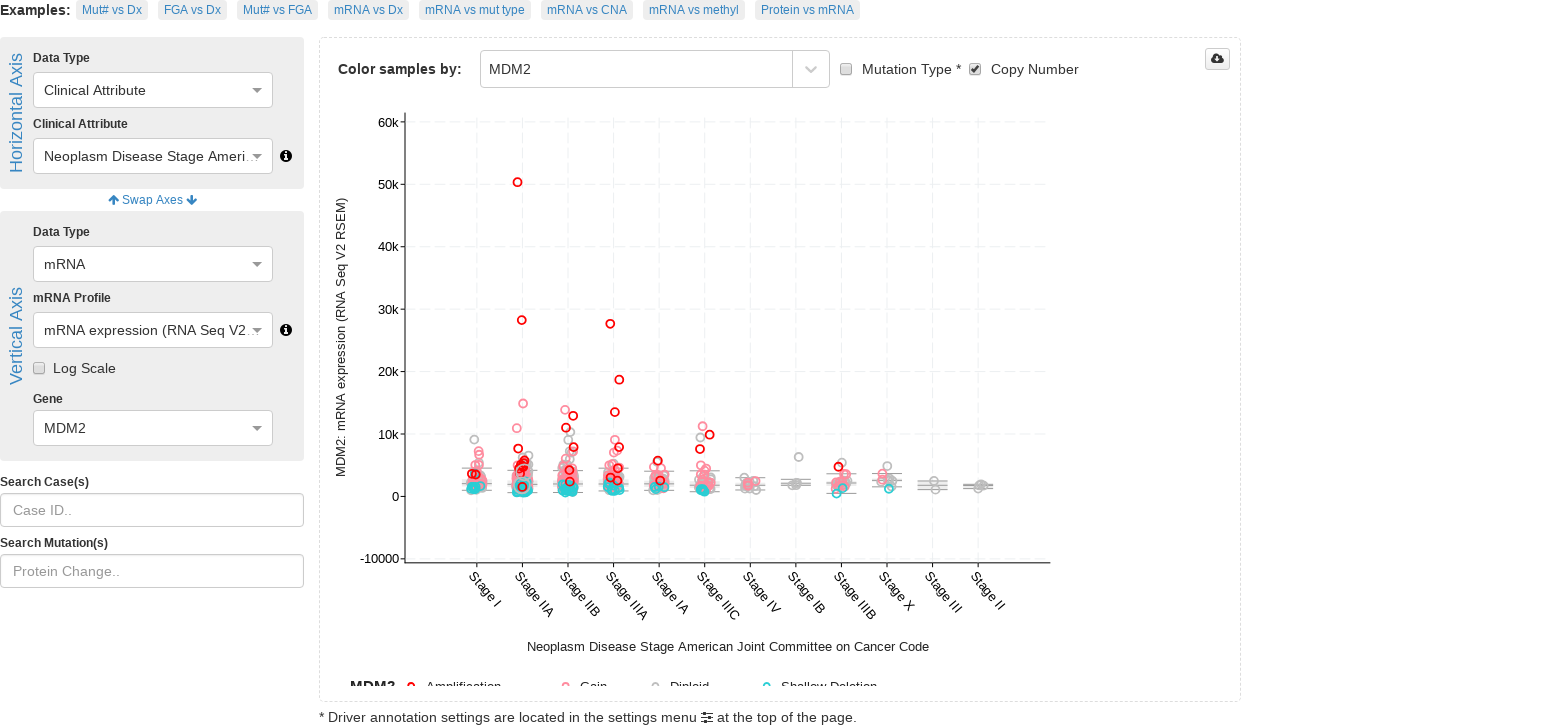 Examples: Mut# vs Dx FGA vs Dx Mut# vs FGA mRNA vs Dx mRNA vs mut type mRNA vs CNA mRNA vs methyl Protein vs mRNA
Horizontal Axis
Data Type
Clinical Attribute
Clinical Attribute
Neoplasm Disease Stage Ameri...
Swap Axes
Vertical Axis
Data Type
mRNA
mRNA Profile
mRNA expression (RNA Seq V2...
Log Scale
Gene
MDM2
Search Case(s)
Case ID..
Search Mutation(s)
Protein Change..
Color samples by: MDM2 Mutation Type * Copy Number
MDM2: mRNA expression (RNA Seq V2 RSEM)
60k
50k
40k
30k
20k
10k
0
-10000
Stage I
Stage IIA
Stage IIB
Stage IIIA
Stage IA
Stage IIIC
Stage IV
Stage IB
Stage IIIB
Stage X
Stage III
Stage II
Neoplasm Disease Stage American Joint Committee on Cancer Code
MDM2 Amplification Gain Diploid Shallow Deletion
* Driver annotation settings are located in the settings menu at the top of the page.